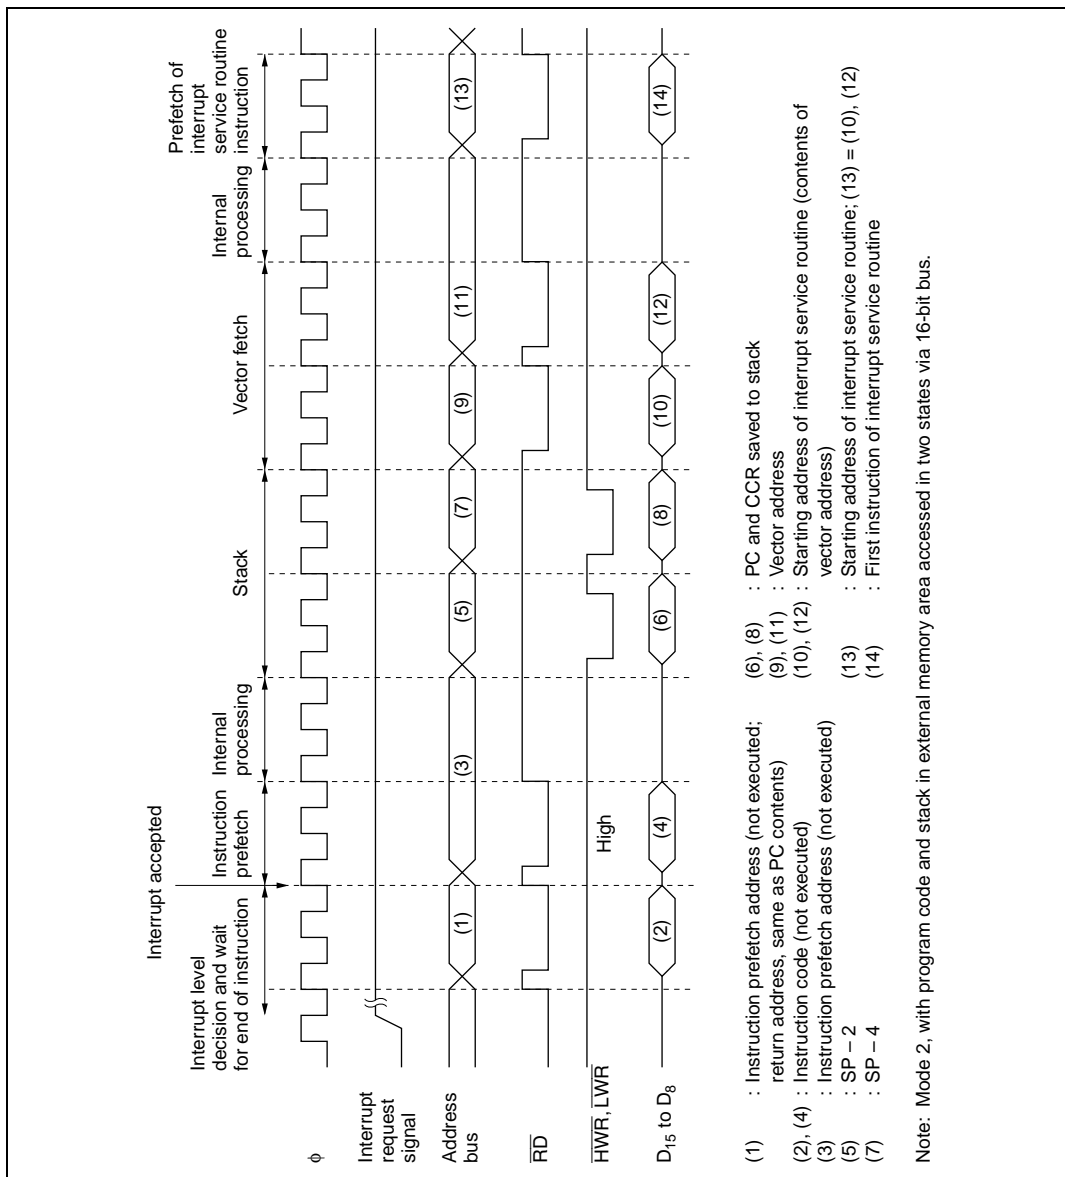 Interrupt accepted
Interrupt level
decision and wait
for end of instruction
Instruction
prefetch
Internal
processing
Stack
Vector fetch
Internal
processing
Prefetch of
interrupt
service routine
instruction
φ
Interrupt
request
signal
Address
bus
(1)
(3)
(5)
(7)
(9)
(11)
(13)
RD
HWR, LWR
High
D15 to D8
(2)
(4)
(6)
(8)
(10)
(12)
(14)
(1) : Instruction prefetch address (not executed;
return address, same as PC contents)
(2), (4) : Instruction code (not executed)
(3) : Instruction prefetch address (not executed)
(5) : SP – 2
(7) : SP – 4
(6), (8) : PC and CCR saved to stack
(9), (11) : Vector address
(10), (12) : Starting address of interrupt service routine (contents of
vector address)
(13) : Starting address of interrupt service routine; (13) = (10), (12)
(14) : First instruction of interrupt service routine
Note: Mode 2, with program code and stack in external memory area accessed in two states via 16-bit bus.